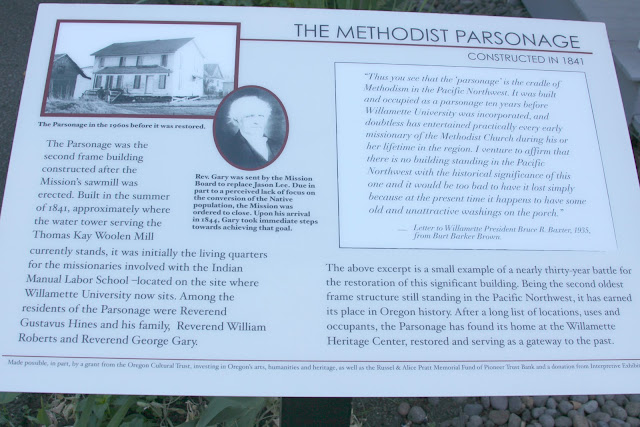 THE METHODIST PARSONAGE
CONSTRUCTED IN 1841
The Parsonage in the 1960s before it was restored.
The Parsonage was the
second frame building
constructed after the
Mission's sawmill was
erected. Built in the summer
of 1841, approximately where
the water tower serving the
Thomas Kay Woolen Mill
currently stands, it was initially the living quarters
for the missionaries involved with the Indian
Manual Labor School –located on the site where
Willamette University now sits. Among the
residents of the Parsonage were Reverend
Gustavus Hines and his family, Reverend William
Roberts and Reverend George Gary.
Rev. Gary was sent by the Mission
Board to replace Jason Lee. Due in
part to a perceived lack of focus on
the conversion of the Native
population, the Mission was
ordered to close. Upon his arrival
in 1844, Gary took immediate steps
towards achieving that goal.
"Thus you see that the 'parsonage' is the cradle of
Methodism in the Pacific Northwest. It was built
and occupied as a parsonage ten years before
Willamette University was incorporated, and
doubtless has entertained practically every early
missionary of the Methodist Church during his or
her lifetime in the region. I venture to affirm that
there is no building standing in the Pacific
Northwest with the historical significance of this
one and it would be too bad to have it lost simply
because at the present time it happens to have some
old and unattractive washings on the porch."
— Letter to Willamette President Bruce R. Baxter, 1935,
from Burt Barker Brown.
The above excerpt is a small example of a nearly thirty-year battle for
the restoration of this significant building. Being the second oldest
frame structure still standing in the Pacific Northwest, it has earned
its place in Oregon history. After a long list of locations, uses and
occupants, the Parsonage has found its home at the Willamette
Heritage Center, restored and serving as a gateway to the past.
Made possible, in part, by a grant from the Oregon Cultural Trust, investing in Oregon's arts, humanities and heritage, as well as the Russel & Alice Pratt Memorial Fund of Pioneer Trust Bank and a donation from Interpretive Exhibi